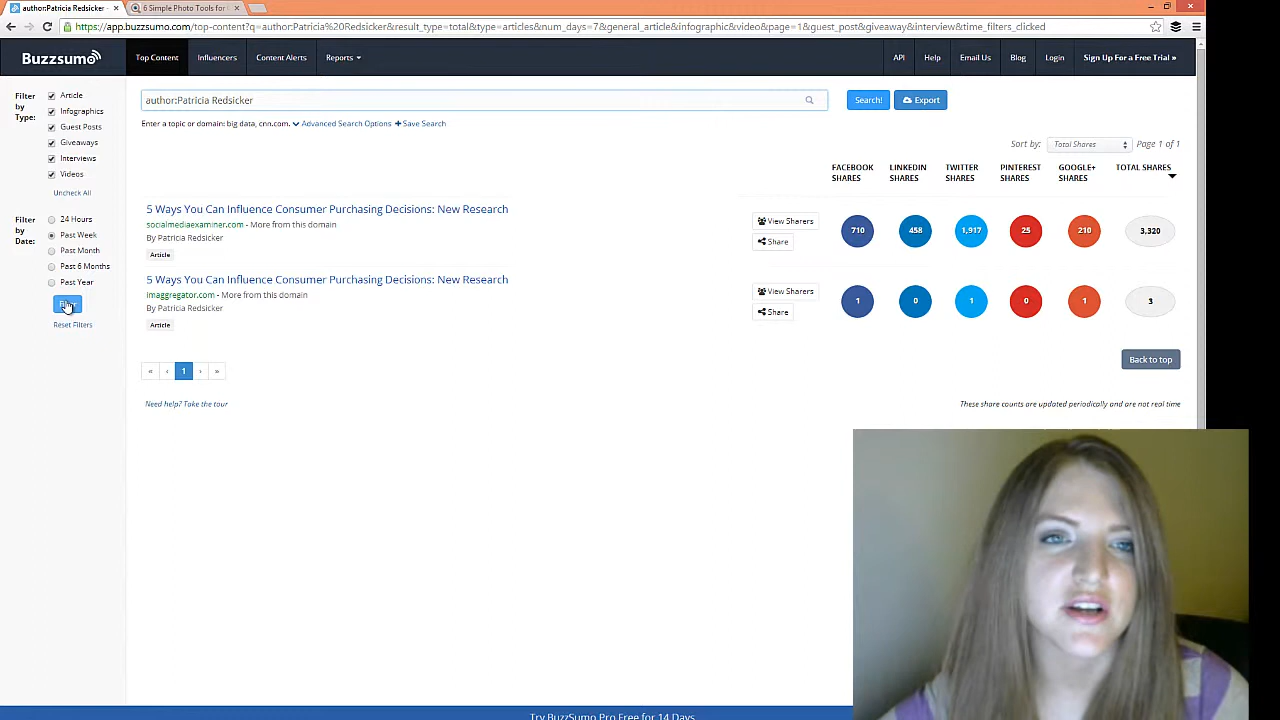 author:Patricia Redsicker
6 Simple Photo Tools for
https://app.buzzsumo.com/top-content?q=author:Patricia%20Redsicker&result_type=total&type=articles&num_days=7&general_article&infographic&video&page=1&guest_post&giveaway&interview&time_filters_clicked
Buzzsumo
Top Content
Influencers
Content Alerts
Reports
API
Help
Email Us
Blog
Login
Sign Up For a Free Trial »
Filter by Type:
Article
Infographics
Guest Posts
Giveaways
Interviews
Videos
Uncheck All
Filter by Date:
24 Hours
Past Week
Past Month
Past 6 Months
Past Year
Reset Filters
author:Patricia Redsicker
Search!
Export
Enter a topic or domain: big data, cnn.com. Advanced Search Options + Save Search
Sort by: Total Shares Page 1 of 1
FACEBOOK SHARES
LINKEDIN SHARES
TWITTER SHARES
PINTEREST SHARES
GOOGLE+ SHARES
TOTAL SHARES
5 Ways You Can Influence Consumer Purchasing Decisions: New Research
socialmediaexaminer.com - More from this domain
By Patricia Redsicker
Article
View Sharers
Share
710 458 1,917 25 210 3,320
5 Ways You Can Influence Consumer Purchasing Decisions: New Research
imaggregator.com - More from this domain
By Patricia Redsicker
Article
View Sharers
Share
1 0 1 0 1 3
« ‹ 1 › »
Back to top
Need help? Take the tour
These share counts are updated periodically and are not real time
Try BuzzSumo Pro Free for 14 Days